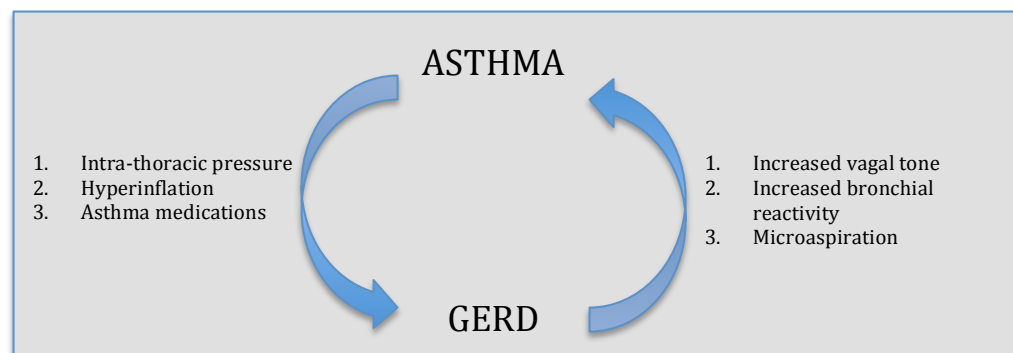 ASTHMA
1. Intra-thoracic pressure
2. Hyperinflation
3. Asthma medications
1. Increased vagal tone
2. Increased bronchial
reactivity
3. Microaspiration
GERD